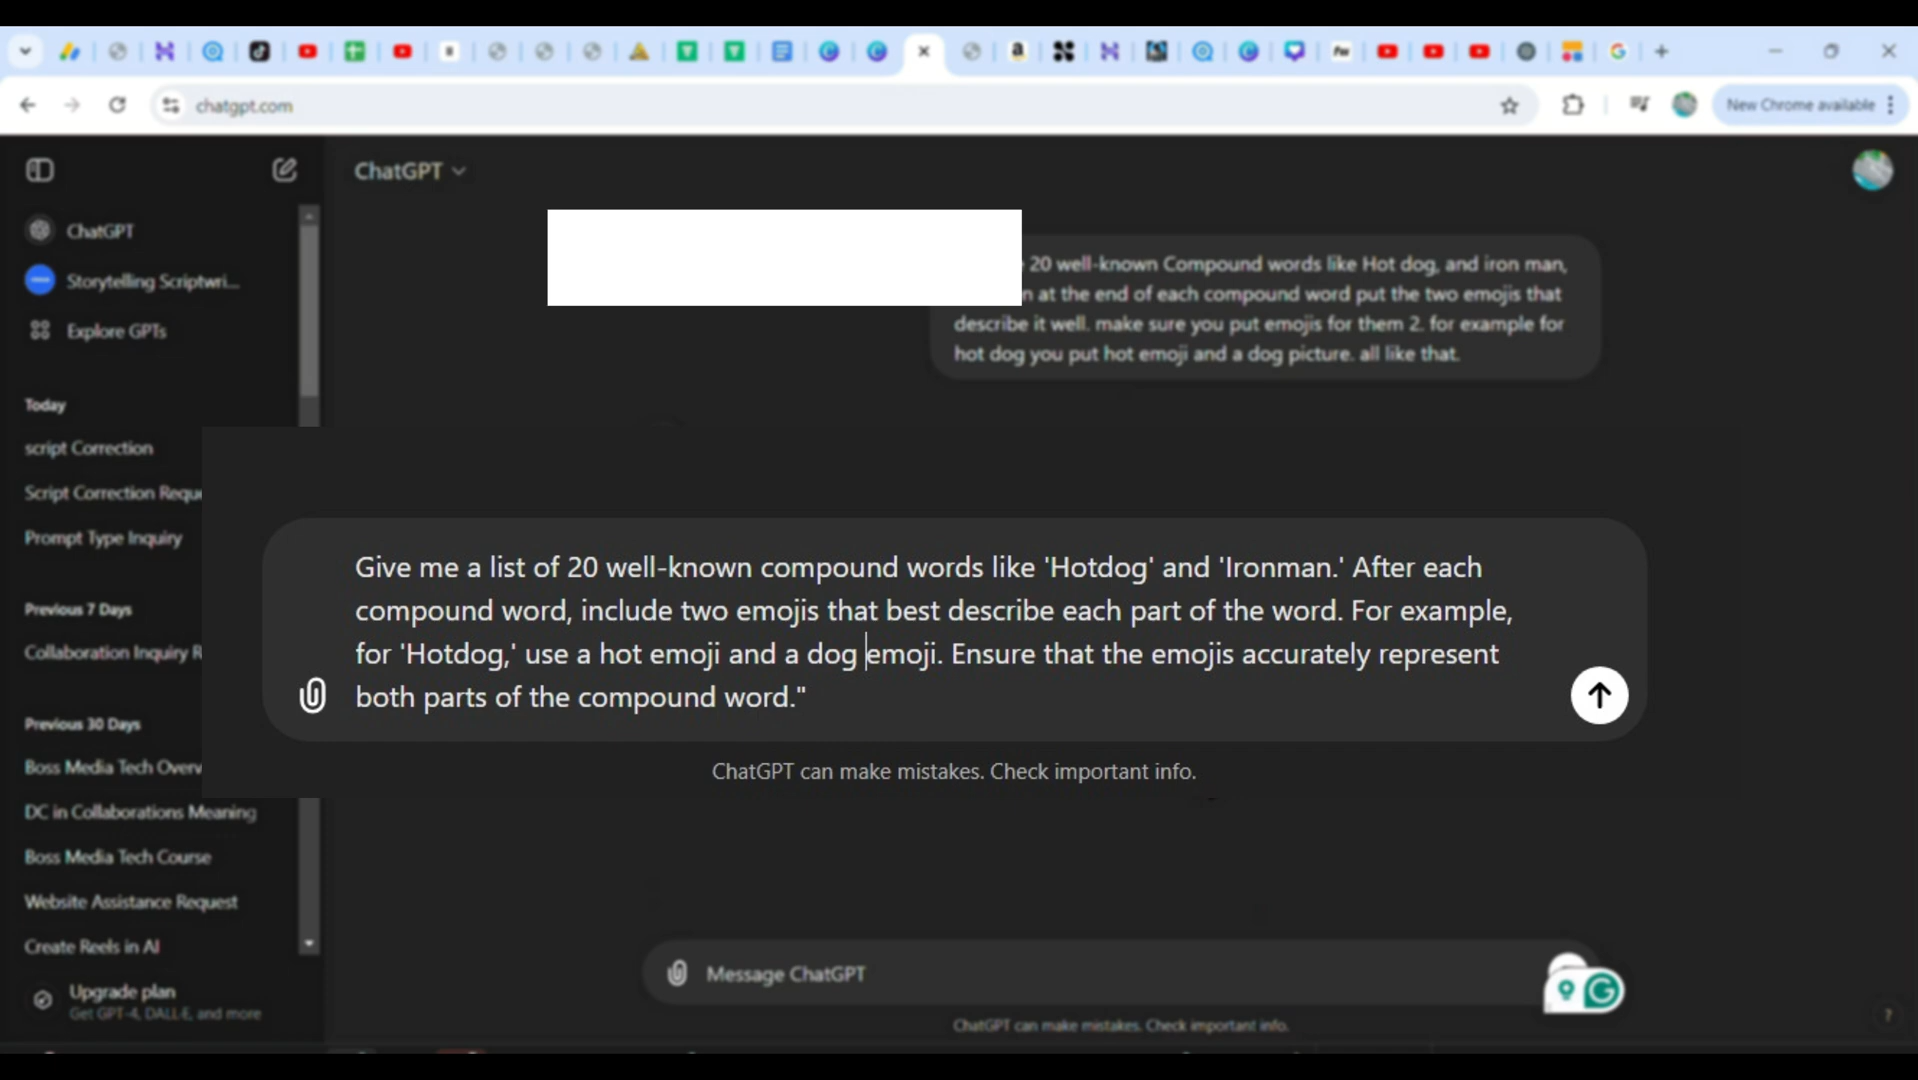 chatgpt.com
New Chrome available
ChatGPT
ChatGPT
Storytelling Scriptwri...
Explore GPTs
Today
script Correction
Script Correction Requ
Prompt Type Inquiry
Previous 7 Days
Collaboration Inquiry R
Previous 30 Days
Boss Media Tech Overv
DC in Collaborations Meaning
Boss Media Tech Course
Website Assistance Request
Create Reels in AI
Upgrade plan
Get GPT-4, DALL·E, and more
20 well-known Compound words like Hot dog, and iron man,
n at the end of each compound word put the two emojis that
describe it well. make sure you put emojis for them 2. for example for
hot dog you put hot emoji and a dog picture. all like that.
Give me a list of 20 well-known compound words like 'Hotdog' and 'Ironman.' After each
compound word, include two emojis that best describe each part of the word. For example,
for 'Hotdog,' use a hot emoji and a dog emoji. Ensure that the emojis accurately represent
both parts of the compound word."
ChatGPT can make mistakes. Check important info.
Message ChatGPT
ChatGPT can make mistakes. Check important info.
?